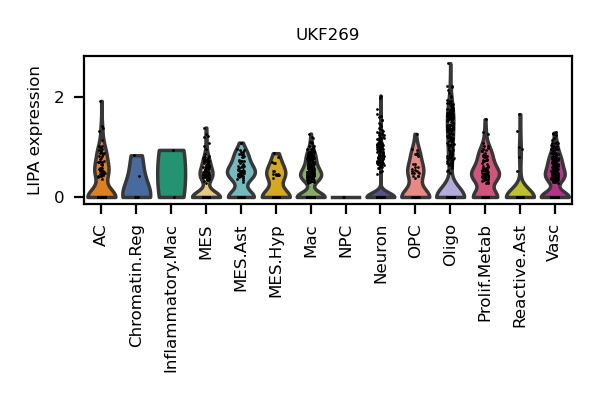 UKF269
LIPA expression
2
0
AC
Chromatin.Reg
Inflammatory.Mac
MES
MES.Ast
MES.Hyp
Mac
NPC
Neuron
OPC
Oligo
Prolif.Metab
Reactive.Ast
Vasc